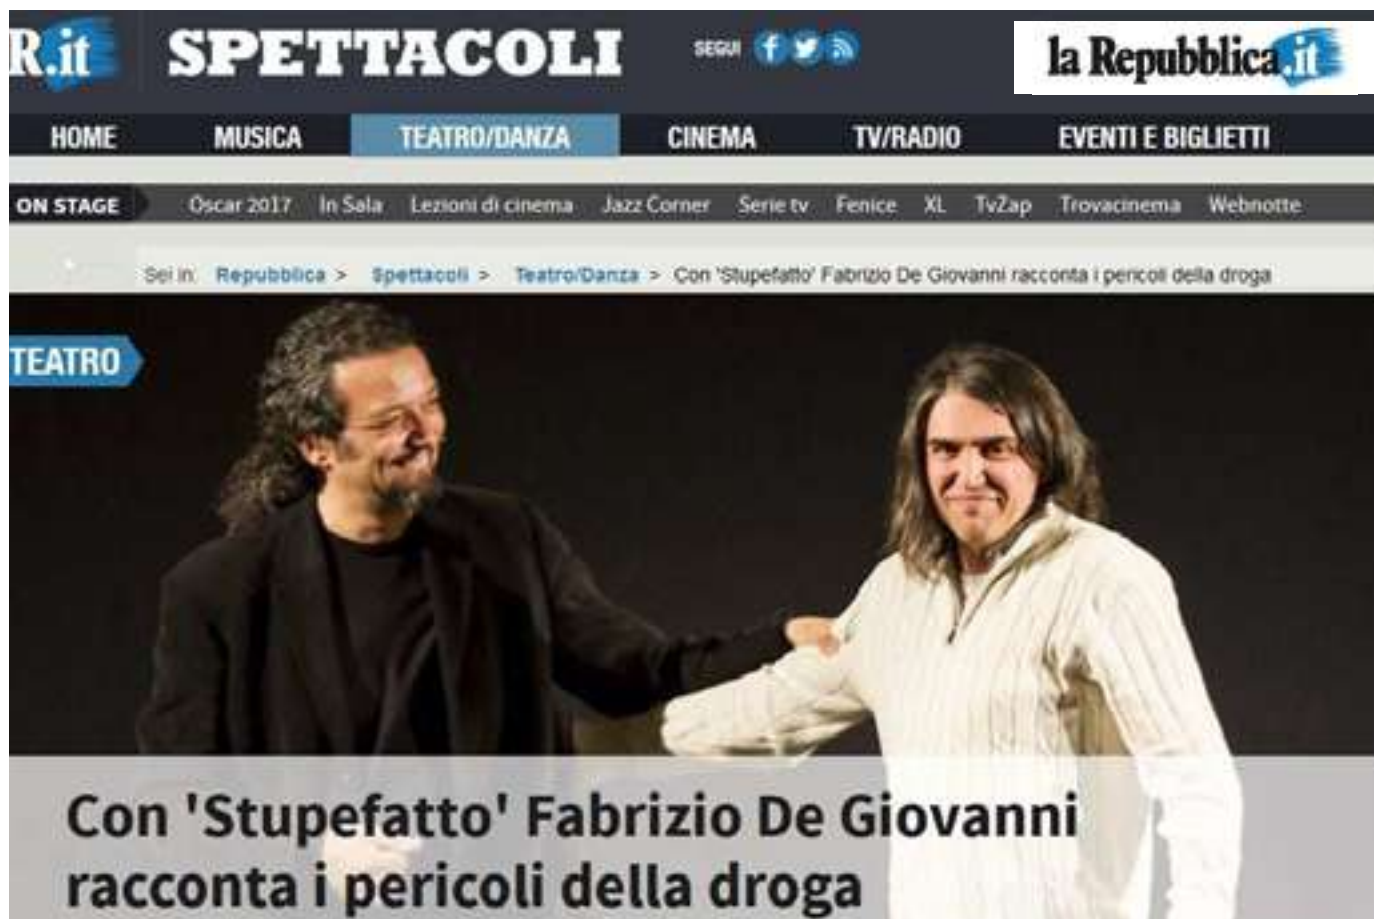 R.it SPETTACOLI SEGUI la Repubblica.it
HOME MUSICA TEATRO/DANZA CINEMA TV/RADIO EVENTI E BIGLIETTI
ON STAGE Oscar 2017 In Sala Lezioni di cinema Jazz Corner Serie tv Fenice XL TvZap Trovacinema Webnotte
Sei in: Repubblica > Spettacoli > Teatro/Danza > Con 'Stupefatto' Fabrizio De Giovanni racconta i pericoli della droga
TEATRO
Con 'Stupefatto' Fabrizio De Giovanni
racconta i pericoli della droga